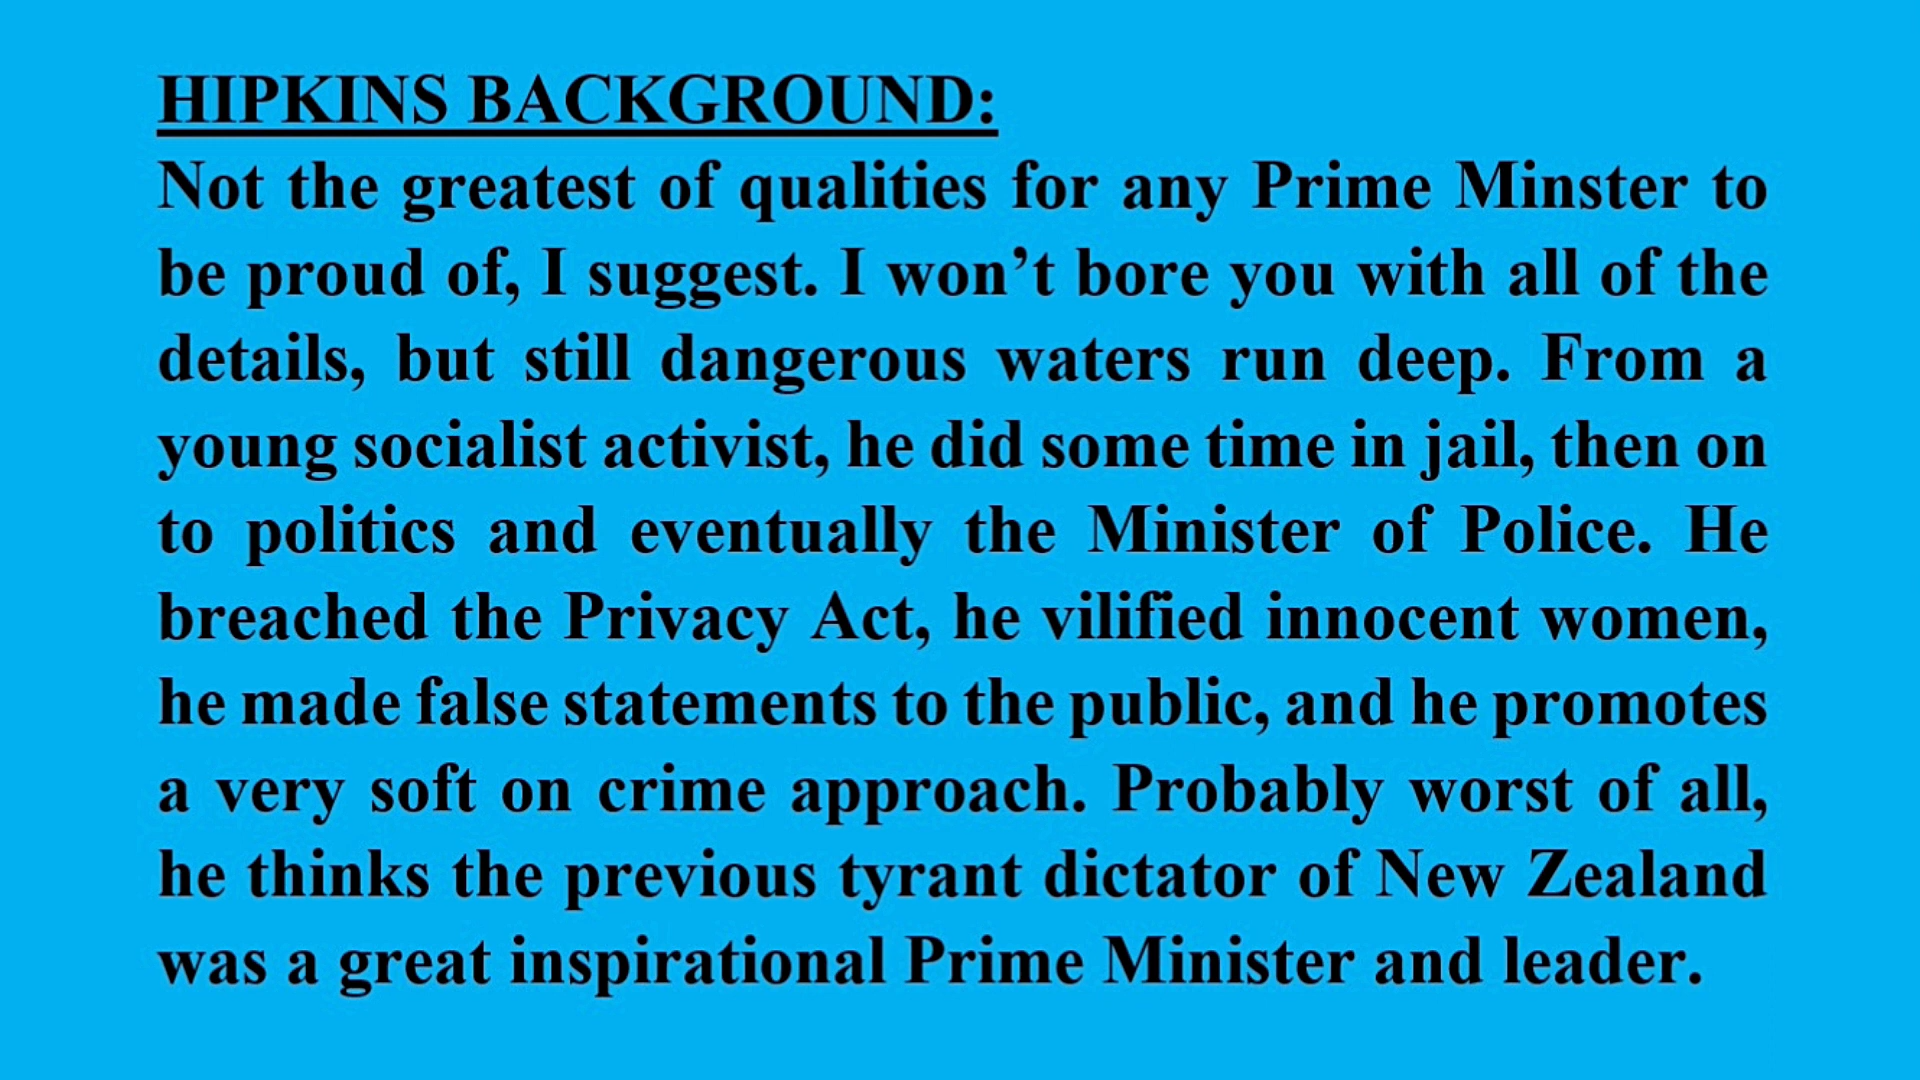 HIPKINS BACKGROUND:
Not the greatest of qualities for any Prime Minster to
be proud of, I suggest. I won’t bore you with all of the
details, but still dangerous waters run deep. From a
young socialist activist, he did some time in jail, then on
to politics and eventually the Minister of Police. He
breached the Privacy Act, he vilified innocent women,
he made false statements to the public, and he promotes
a very soft on crime approach. Probably worst of all,
he thinks the previous tyrant dictator of New Zealand
was a great inspirational Prime Minister and leader.